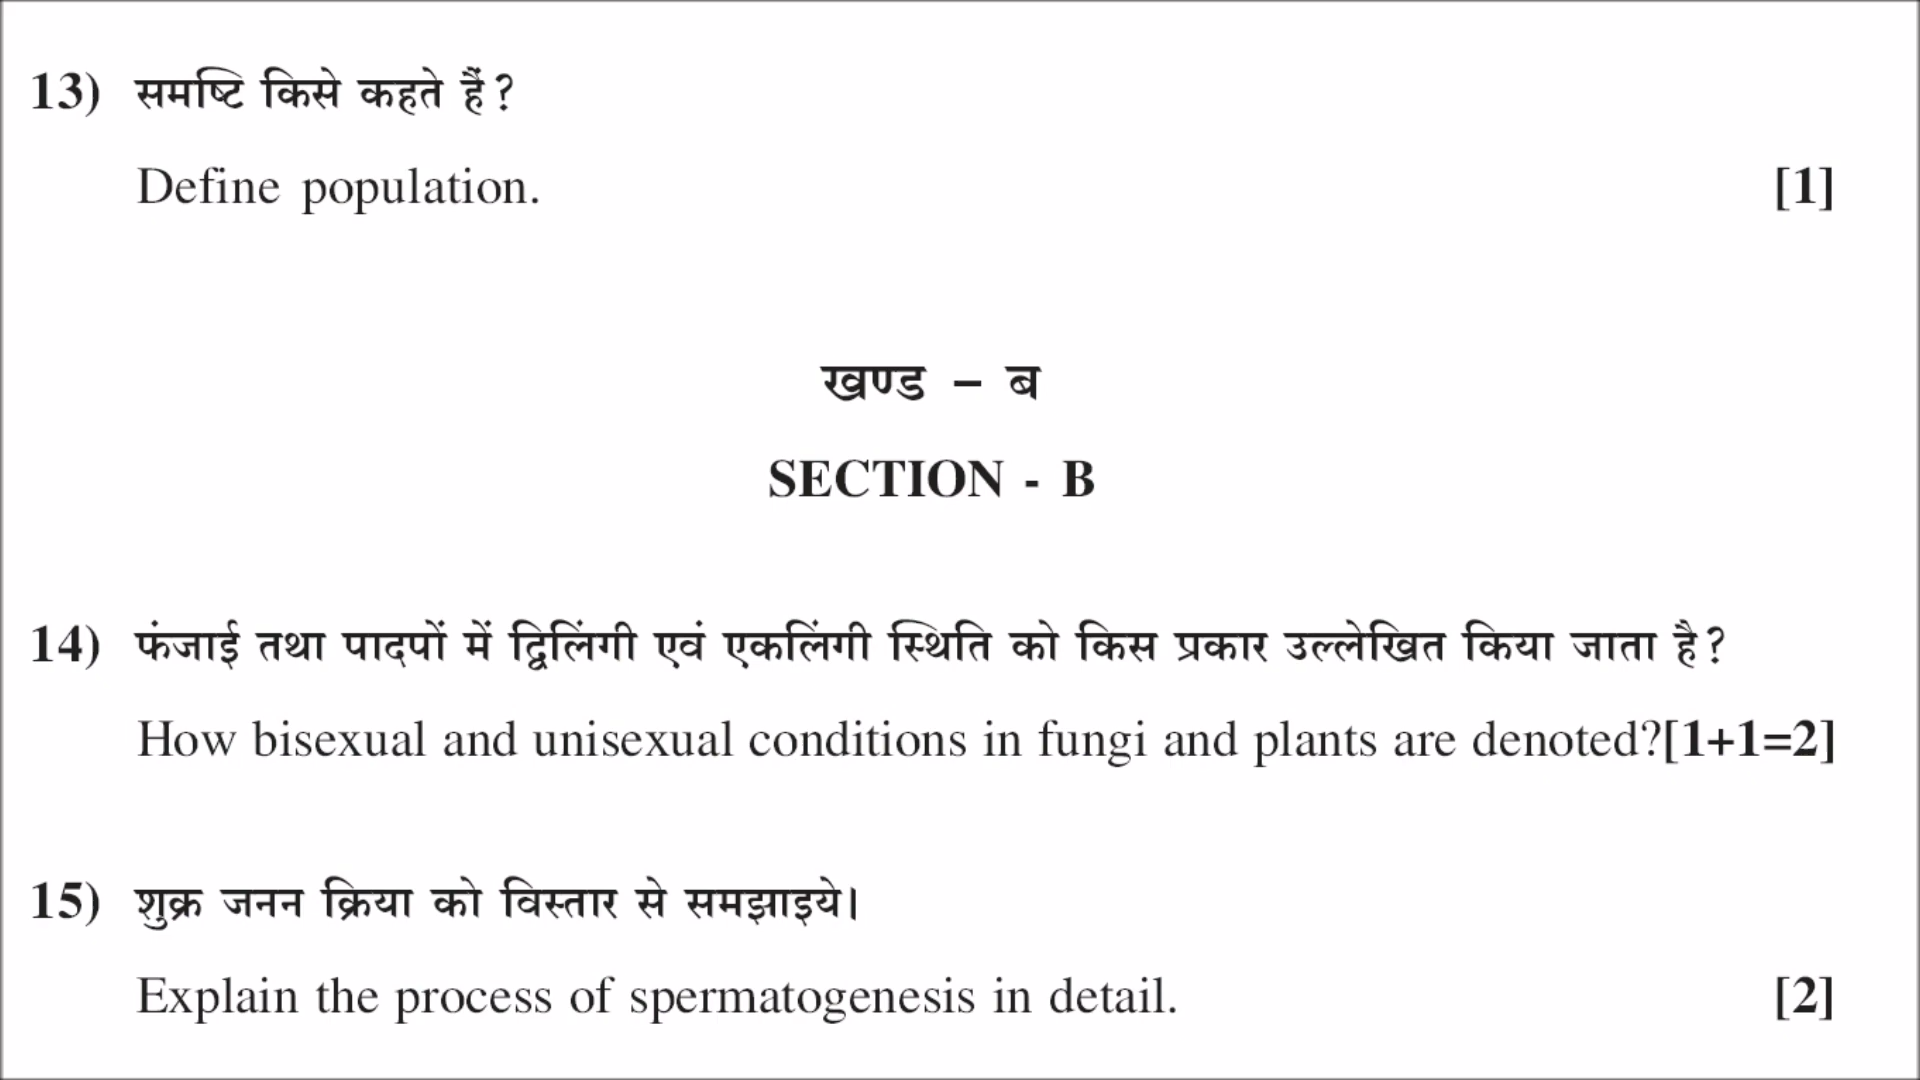 13) समष्टि किसे कहते हैं?
Define population. [1]
खण्ड – ब
SECTION - B
14) फंजाई तथा पादपों में द्विलिंगी एवं एकलिंगी स्थिति को किस प्रकार उल्लेखित किया जाता है?
How bisexual and unisexual conditions in fungi and plants are denoted?[1+1=2]
15) शुक्र जनन क्रिया को विस्तार से समझाइये।
Explain the process of spermatogenesis in detail. [2]